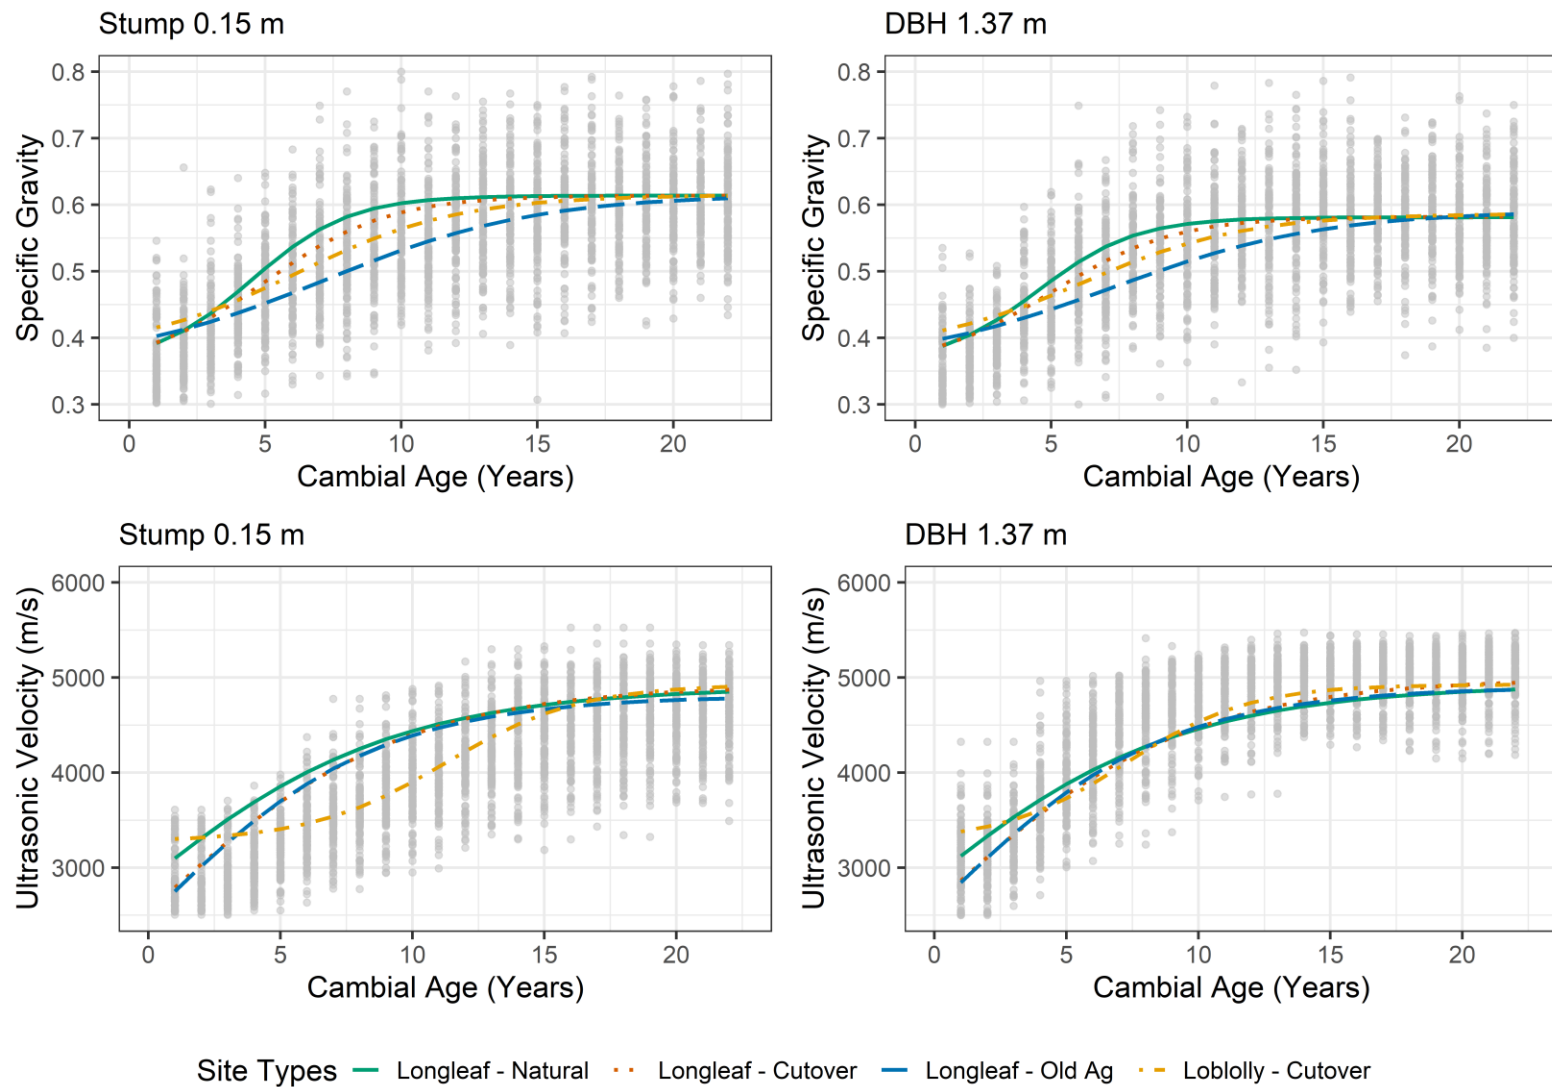 Stump 0.15 m
DBH 1.37 m
Specific Gravity
0.8
0.7
0.6
0.5
0.4
0.3
0 5 10 15 20
Cambial Age (Years)
Specific Gravity
0.8
0.7
0.6
0.5
0.4
0.3
0 5 10 15 20
Cambial Age (Years)
Stump 0.15 m
DBH 1.37 m
Ultrasonic Velocity (m/s)
6000
5000
4000
3000
0 5 10 15 20
Cambial Age (Years)
Ultrasonic Velocity (m/s)
6000
5000
4000
3000
0 5 10 15 20
Cambial Age (Years)
Site Types Longleaf - Natural Longleaf - Cutover Longleaf - Old Ag Loblolly - Cutover